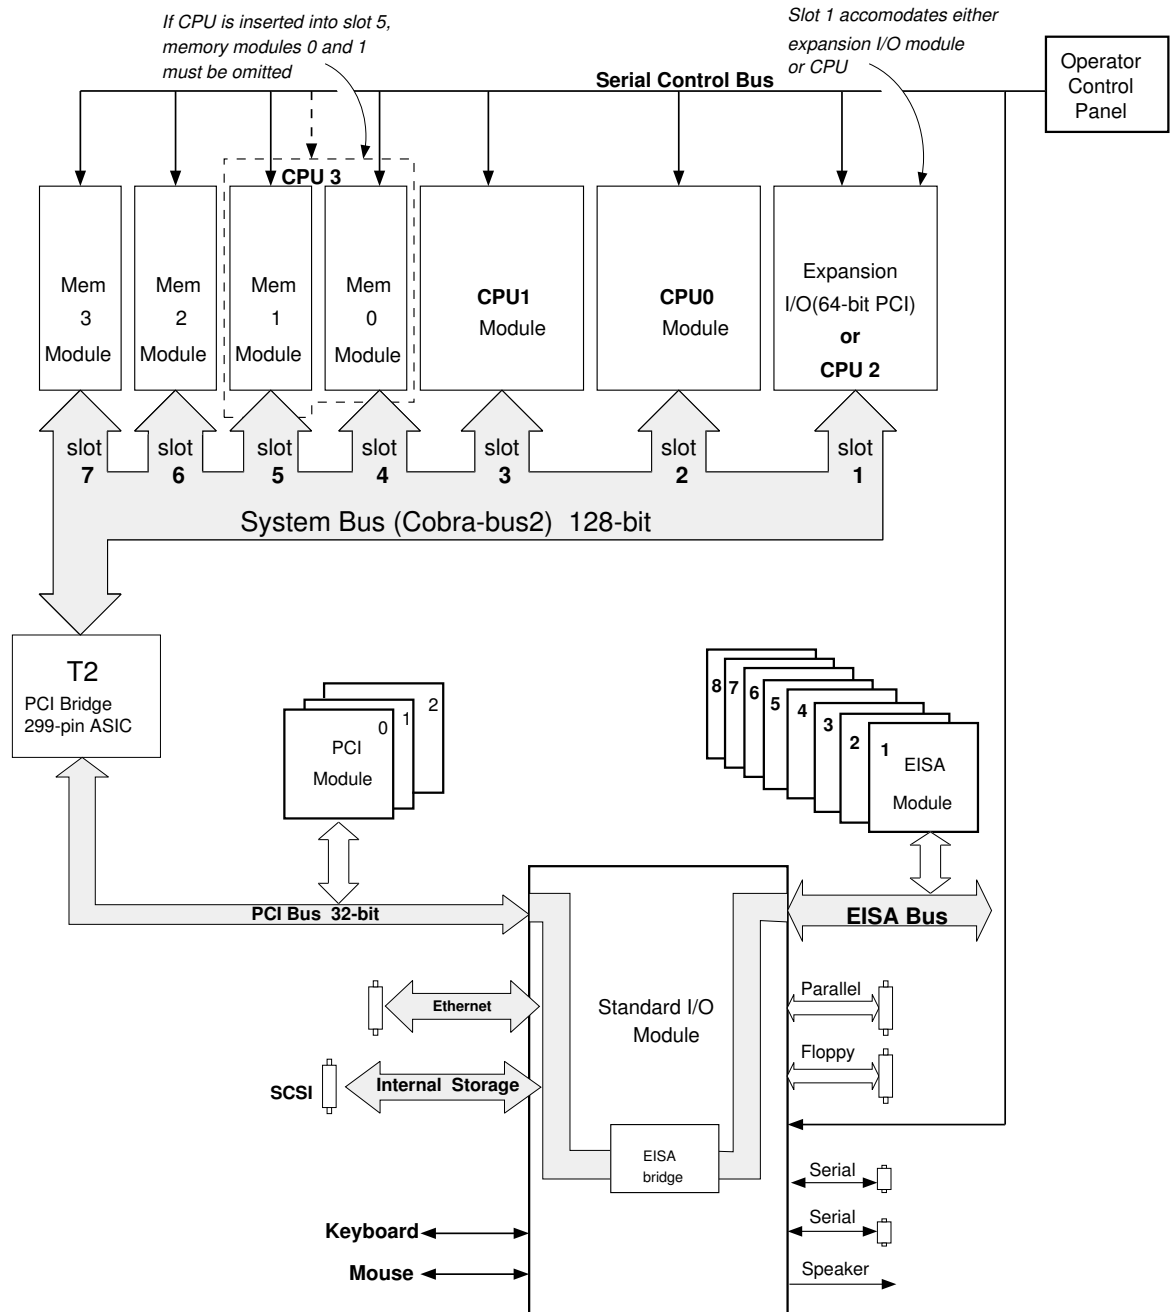 If CPU is inserted into slot 5,
memory modules 0 and 1
must be omitted
Slot 1 accomodates either
expansion I/O module
or CPU
Operator
Control
Panel
Serial Control Bus
CPU 3
Mem
3
Module
Mem
2
Module
Mem
1
Module
Mem
0
Module
CPU1
Module
CPU0
Module
Expansion
I/O(64-bit PCI)
or
CPU 2
slot
7
slot
6
slot
5
slot
4
slot
3
slot
2
slot
1
System Bus (Cobra-bus2) 128-bit
T2
PCI Bridge
299-pin ASIC
2
1
0
PCI
Module
8
7
6
5
4
3
2
1
EISA
Module
PCI Bus 32-bit
EISA Bus
Ethernet
Standard I/O
Module
Parallel
Floppy
SCSI
Internal Storage
EISA
bridge
Serial
Serial
Keyboard
Mouse
Speaker